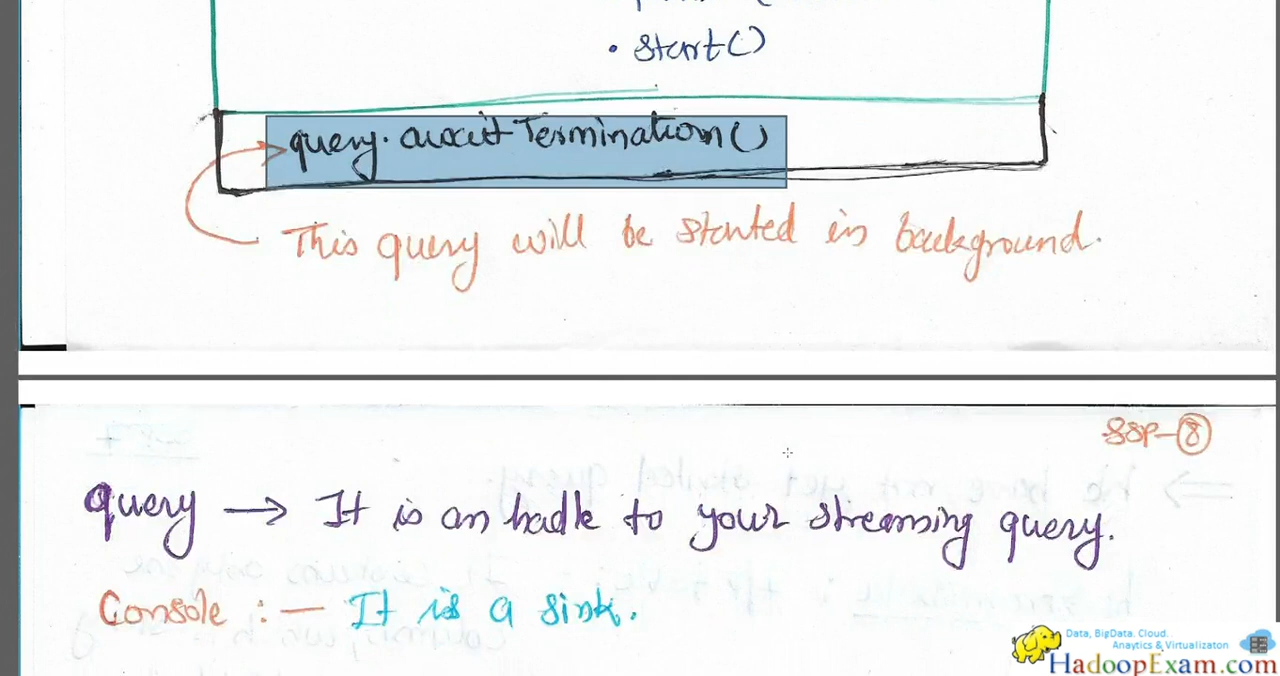 • start()
query.awaitTermination()
This query will be started in background.
SSP-8
query → It is an hadle to your streaming query.
Console :— It is a sink.
Data, BigData. Cloud..
Anaytics & Virtualizaton
HadoopExam.com